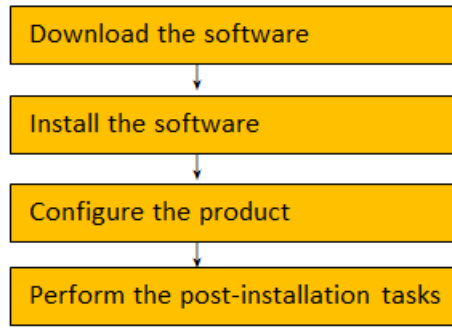 Download the software
Install the software
Configure the product
Perform the post-installation tasks